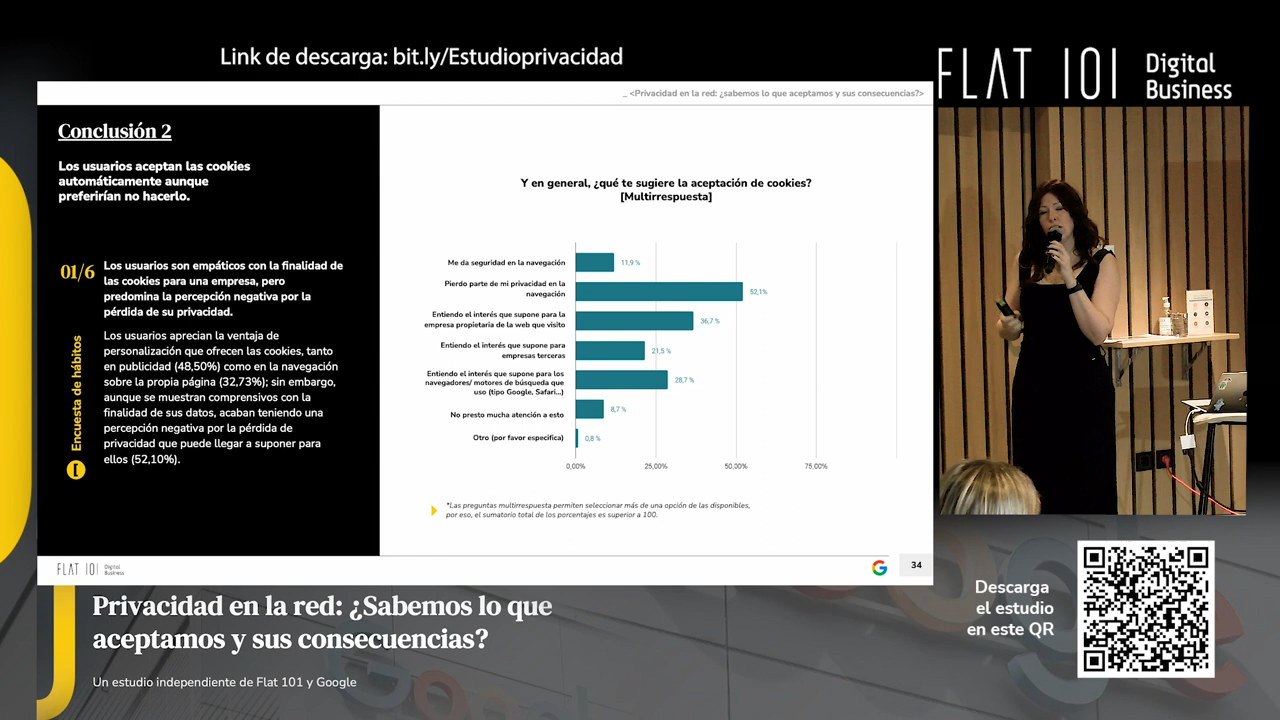 Link de descarga: bit.ly/Estudioprivacidad
FLAT 101
Digital
Business
_ <Privacidad en la red: ¿sabemos lo que aceptamos y sus consecuencias?>
Conclusión 2
Los usuarios aceptan las cookies
automáticamente aunque
preferirían no hacerlo.
01/6
Los usuarios son empáticos con la finalidad de
las cookies para una empresa, pero
predomina la percepción negativa por la
pérdida de su privacidad.
Los usuarios aprecian la ventaja de
personalización que ofrecen las cookies, tanto
en publicidad (48,50%) como en la navegación
sobre la propia página (32,73%); sin embargo,
aunque se muestran comprensivos con la
finalidad de sus datos, acaban teniendo una
percepción negativa por la pérdida de
privacidad que puede llegar a suponer para
ellos (52,10%).
Encuesta de hábitos
Y en general, ¿qué te sugiere la aceptación de cookies?
[Multirrespuesta]
Me da seguridad en la navegación
11,9 %
Pierdo parte de mi privacidad en la
navegación
52,1%
Entiendo el interés que supone para la
empresa propietaria de la web que visito
36,7 %
Entiendo el interés que supone para
empresas terceras
21,5 %
Entiendo el interés que supone para los
navegadores/ motores de búsqueda que
uso (tipo Google, Safari...)
28,7 %
No presto mucha atención a esto
8,7 %
Otro (por favor especifica)
0,8 %
0,00%
25,00%
50,00%
75,00%
*Las preguntas multirrespuesta permiten seleccionar más de una opción de las disponibles,
por eso, el sumatorio total de los porcentajes es superior a 100.
FLAT 101
Digital
Business
G
34
Privacidad en la red: ¿Sabemos lo que
aceptamos y sus consecuencias?
Un estudio independiente de Flat 101 y Google
Descarga
el estudio
en este QR